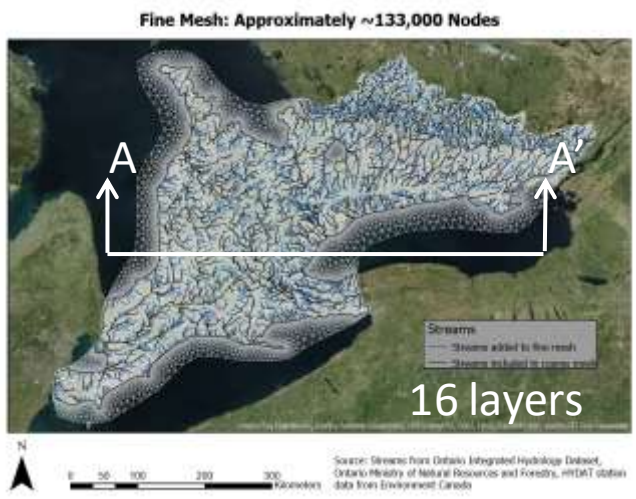 Fine Mesh: Approximately ~133,000 Nodes
A A'
Streams
Streams added to fine mesh
Streams included in coarse mesh
16 layers
N
0 50 100 200 300
Kilometers
Source: Streams from Ontario Integrated Hydrology Dataset,
Ontario Ministry of Natural Resources and Forestry, HYDAT station
data from Environment Canada